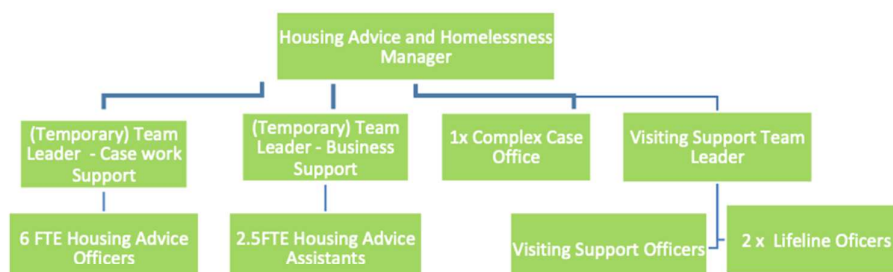 Housing Advice and Homelessness
Manager
(Temporary) Team
Leader - Case work
Support
(Temporary) Team
Leader - Business
Support
1x Complex Case
Office
Visiting Support Team
Leader
6 FTE Housing Advice
Officers
2.5FTE Housing Advice
Assistants
Visiting Support Officers
2 x Lifeline Oficers